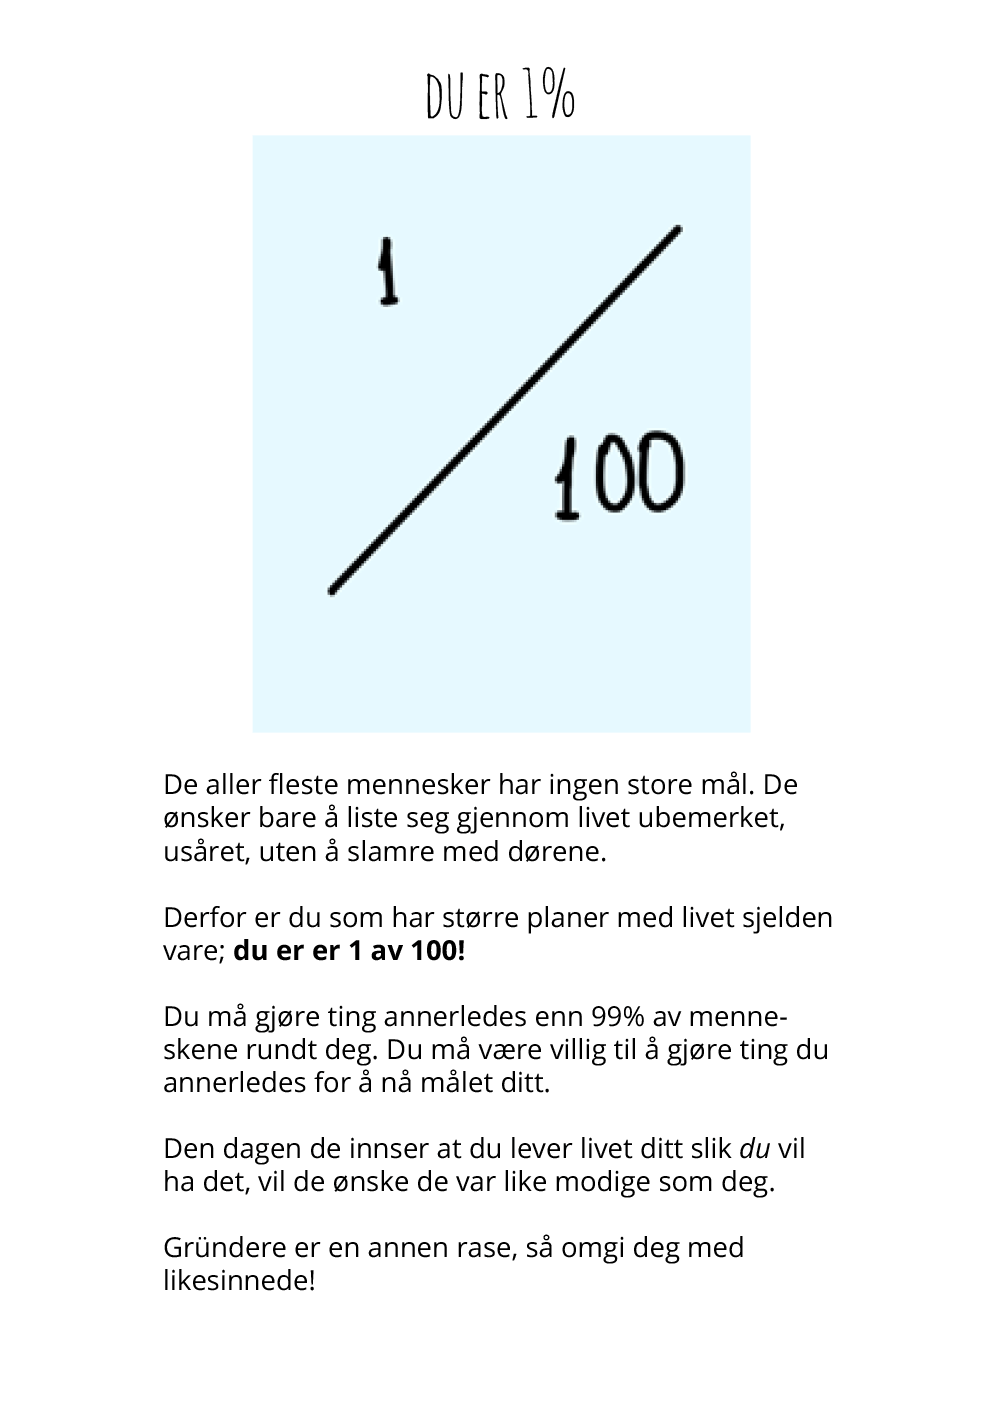 DU ER 1%
1
100
De aller fleste mennesker har ingen store mål. De
ønsker bare å liste seg gjennom livet ubemerket,
usåret, uten å slamre med dørene.
Derfor er du som har større planer med livet sjelden
vare; du er er 1 av 100!
Du må gjøre ting annerledes enn 99% av menne-
skene rundt deg. Du må være villig til å gjøre ting du
annerledes for å nå målet ditt.
Den dagen de innser at du lever livet ditt slik du vil
ha det, vil de ønske de var like modige som deg.
Gründere er en annen rase, så omgi deg med
likesinnede!